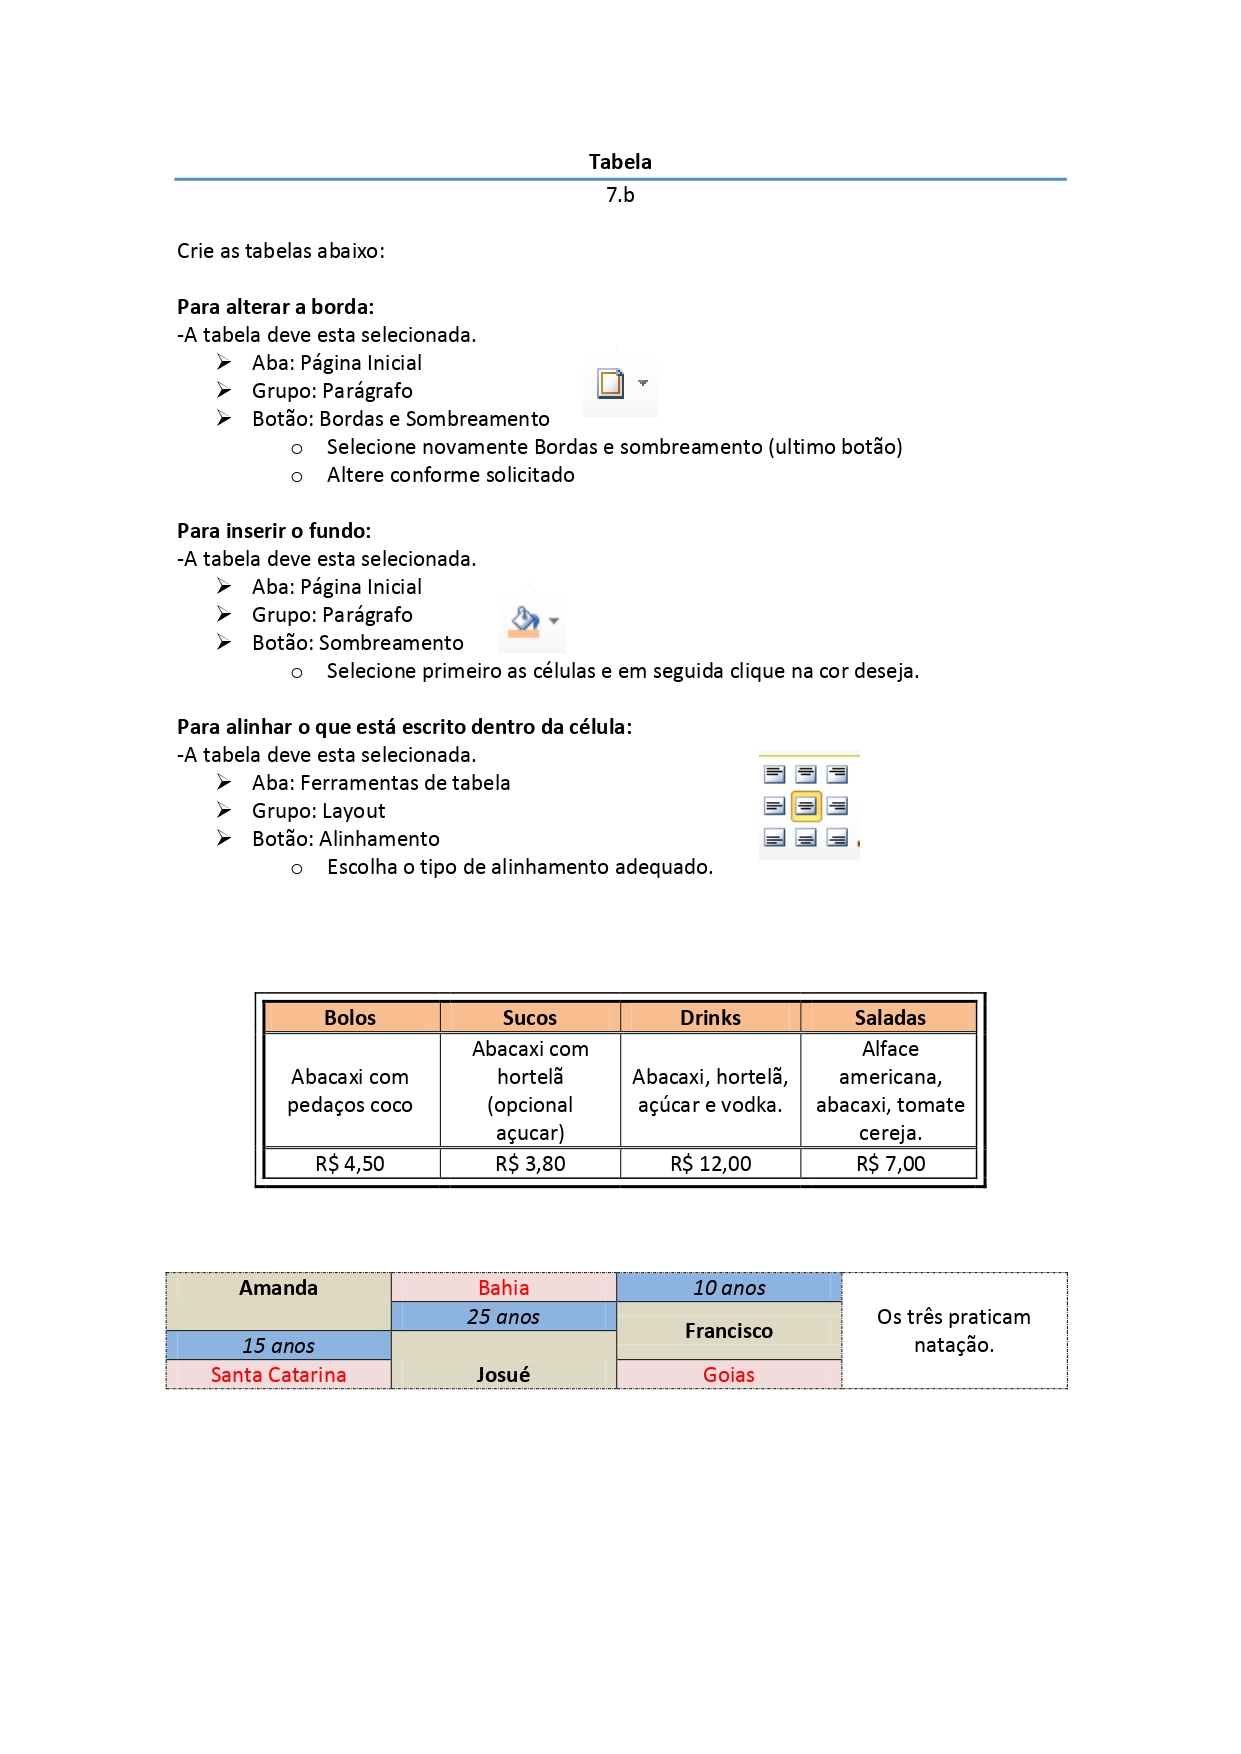 Tabela
7.b
Crie as tabelas abaixo:
Para alterar a borda:
-A tabela deve esta selecionada.
➢ Aba: Página Inicial
➢ Grupo: Parágrafo
➢ Botão: Bordas e Sombreamento
o Selecione novamente Bordas e sombreamento (ultimo botão)
o Altere conforme solicitado
Para inserir o fundo:
-A tabela deve esta selecionada.
➢ Aba: Página Inicial
➢ Grupo: Parágrafo
➢ Botão: Sombreamento
o Selecione primeiro as células e em seguida clique na cor deseja.
Para alinhar o que está escrito dentro da célula:
-A tabela deve esta selecionada.
➢ Aba: Ferramentas de tabela
➢ Grupo: Layout
➢ Botão: Alinhamento
o Escolha o tipo de alinhamento adequado.
Bolos Sucos Drinks Saladas
Abacaxi com
pedaços coco
Abacaxi com
hortelã
(opcional
açucar)
Abacaxi, hortelã,
açúcar e vodka.
Alface
americana,
abacaxi, tomate
cereja.
R$ 4,50 R$ 3,80 R$ 12,00 R$ 7,00
Amanda Bahia 10 anos
25 anos
Francisco
Os três praticam
natação.
15 anos
Santa Catarina Josué Goias